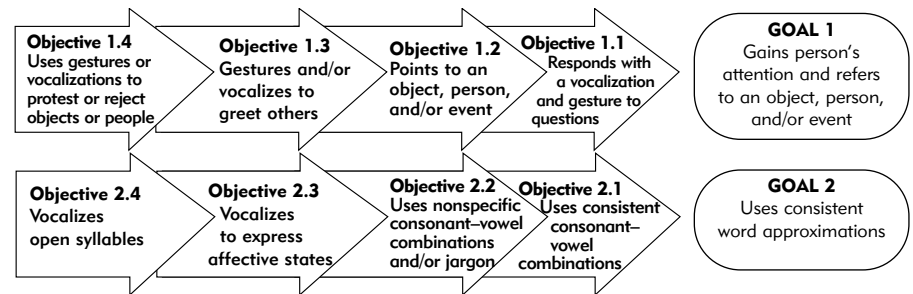 Objective 1.4
Uses gestures or
vocalizations to
protest or reject
objects or people
Objective 1.3
Gestures and/or
vocalizes to
greet others
Objective 1.2
Points to an
object, person,
and/or event
Objective 1.1
Responds with
a vocalization
and gesture to
questions
GOAL 1
Gains person’s
attention and refers
to an object, person,
and/or event
Objective 2.4
Vocalizes
open syllables
Objective 2.3
Vocalizes
to express
affective states
Objective 2.2
Uses nonspecific
consonant–vowel
combinations
and/or jargon
Objective 2.1
Uses consistent
consonant–
vowel
combinations
GOAL 2
Uses consistent
word approximations